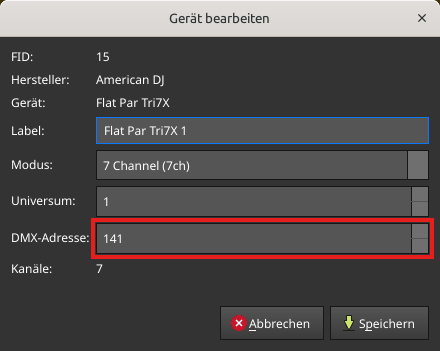 Gerät bearbeiten
FID: 15
Hersteller: American DJ
Gerät: Flat Par Tri7X
Label: Flat Par Tri7X 1
Modus: 7 Channel (7ch)
Universum: 1
DMX-Adresse: 141
Kanäle: 7
Abbrechen Speichern